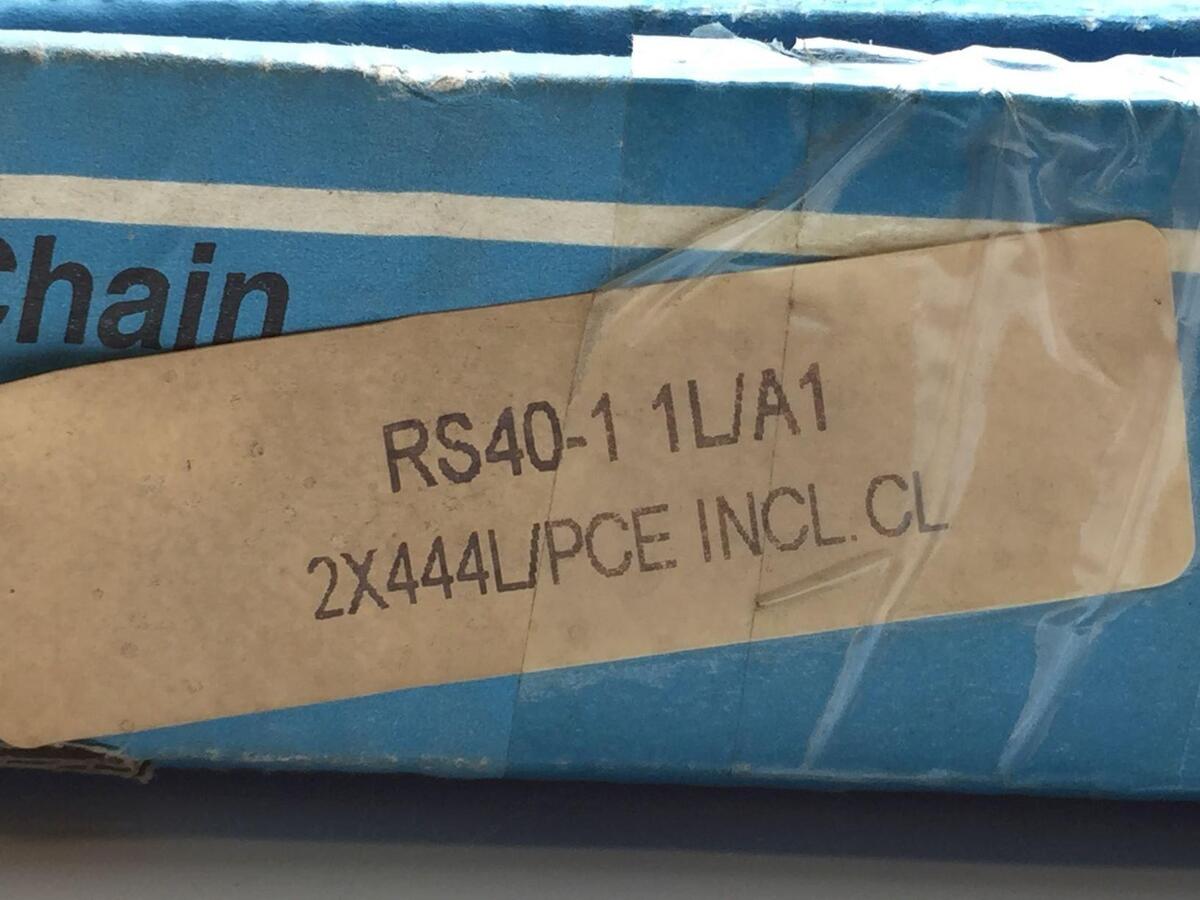 Chain
RS40-1 1L/A1
2X444L/PCE INCL. CL